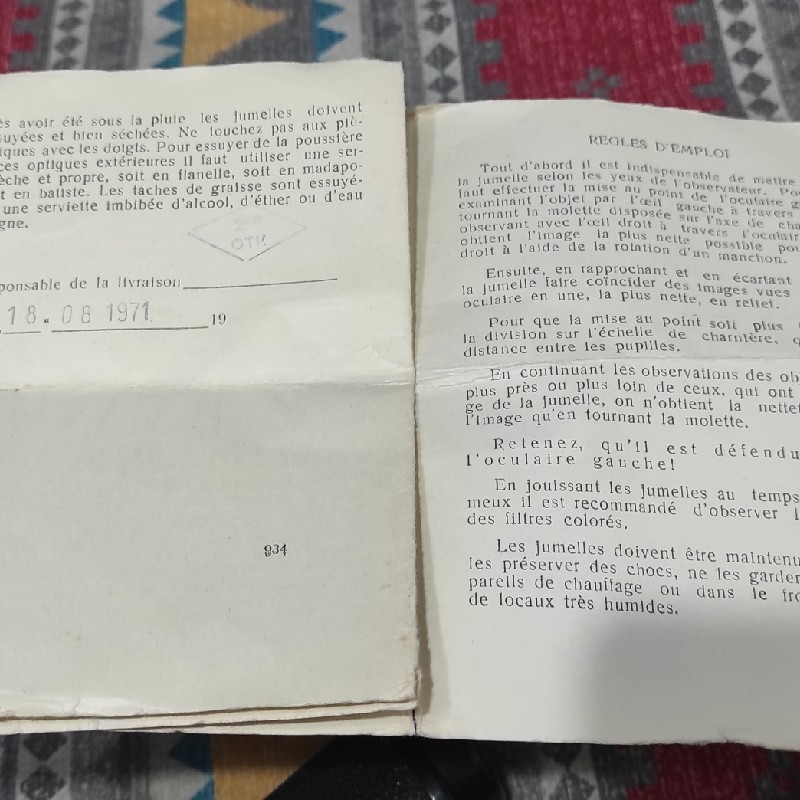 ès avoir été sous la pluie les jumelles doivent
suyées et bien séchées. Ne touchez pas aux piè-
iques avec les doigts. Pour essuyer de la poussière
ces optiques extérieures il faut utiliser une ser-
èche et propre, soit en flanelle, soit en madapo-
it en batiste. Les taches de graisse sont essuyé-
une serviette imbibée d'alcool, d'éther ou d'eau
gne.
OTK
ponsable de la livraison
18. 08 1971 19
934
REGLES D'EMPLOI
Tout d'abord il est indispensable de mettre
la jumelle selon les yeux de l'observateur. Po
faut effectuer la mise au point de l'oculaire g
examinant l'objet par l'œil gauche à travers
tournant la molette disposée sur l'axe de cha
observant avec l'œil droit à travers l'oculair
obtient l'image la plus nette possible pou
droit à l'aide de la rotation d'un manchon.
Ensuite, en rapprochant et en écartant
la jumelle faire coïncider des images vues
oculaire en une, la plus nette, en relief.
Pour que la mise au point soit plus
la division sur l'échelle de charnière, q
distance entre les pupilles.
En continuant les observations des ob
plus près ou plus loin de ceux, qui ont
ge de la jumelle, on n'obtient la nettet
l'image qu'en tournant la molette.
Retenez, qu'il est défendu
l'oculaire gauche!
En jouissant les jumelles au temps
meux il est recommandé d'observer l
des filtres colorés.
Les jumelles doivent être maintenu
les préserver des chocs, ne les garder
pareils de chauffage ou dans le fro
de locaux très humides.